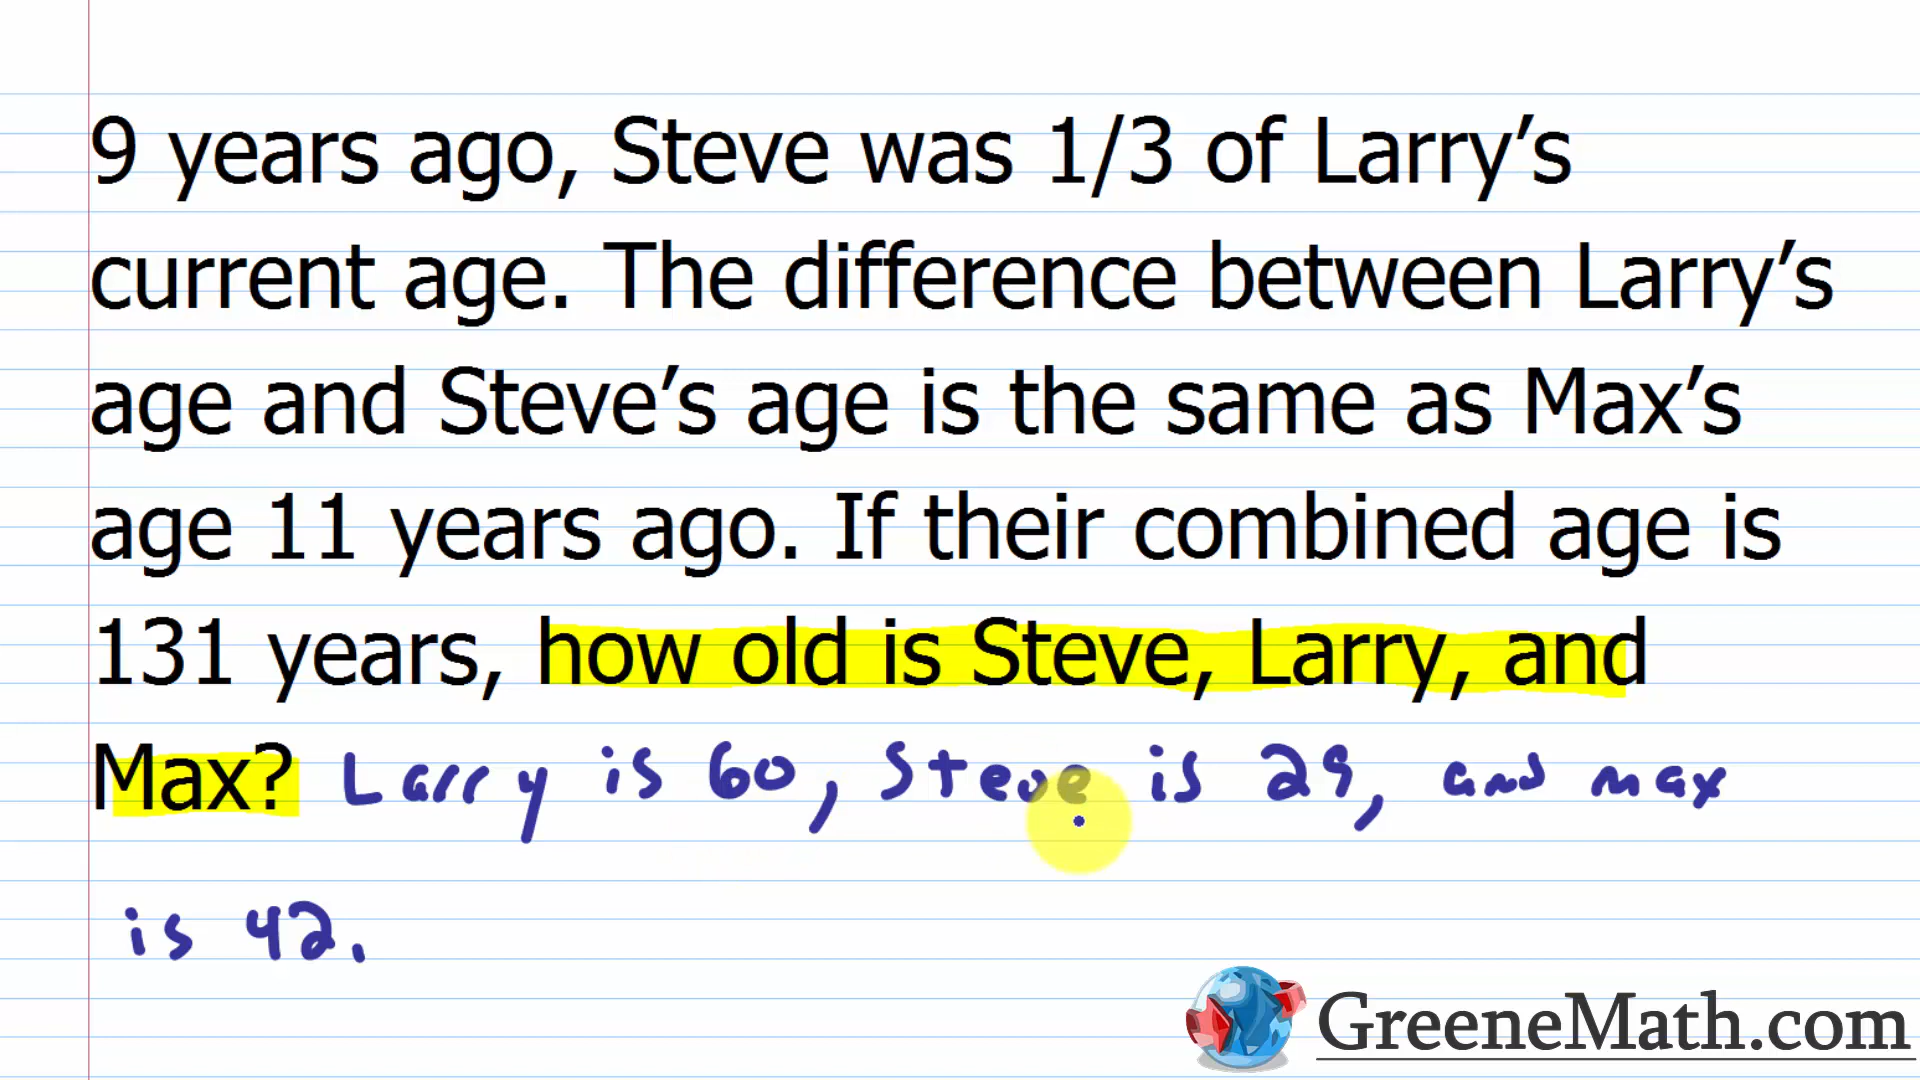 9 years ago, Steve was 1/3 of Larry’s
current age. The difference between Larry’s
age and Steve’s age is the same as Max’s
age 11 years ago. If their combined age is
131 years, how old is Steve, Larry, and
Max? Larry is 60, Steve is 29, and max
is 42.
GreeneMath.com